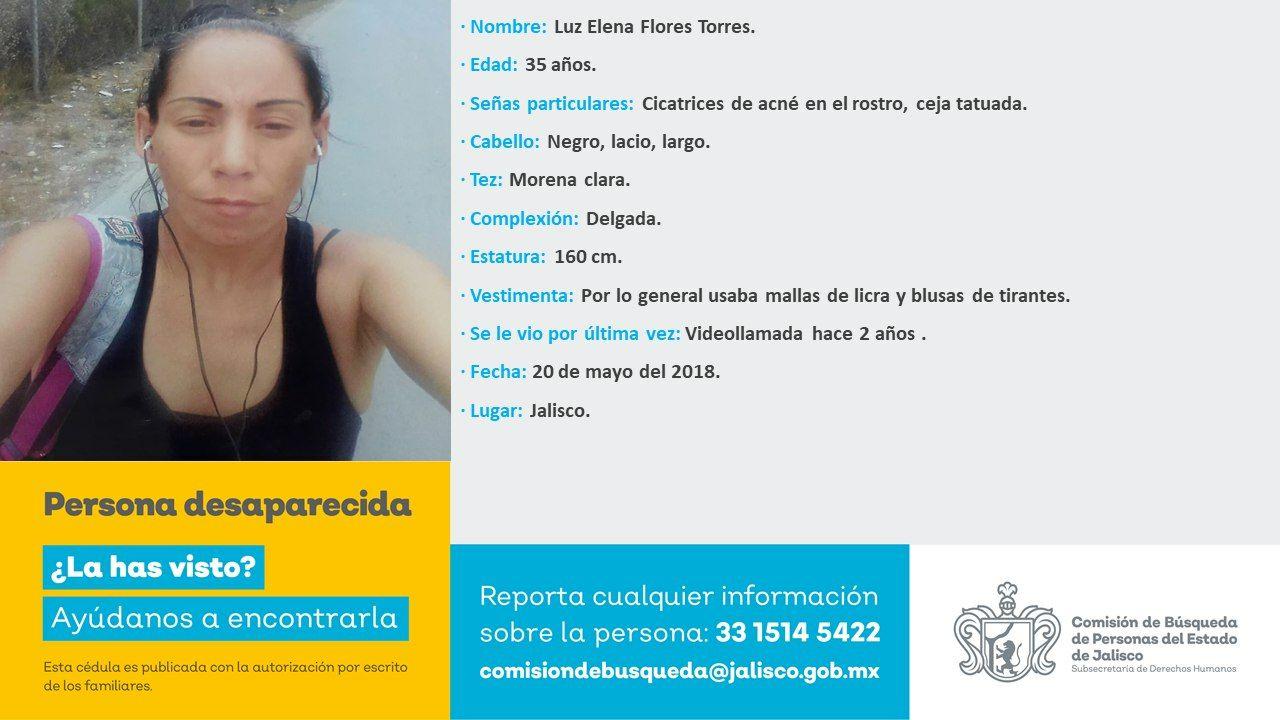 · Nombre: Luz Elena Flores Torres.
· Edad: 35 años.
· Señas particulares: Cicatrices de acné en el rostro, ceja tatuada.
· Cabello: Negro, lacio, largo.
· Tez: Morena clara.
· Complexión: Delgada.
· Estatura: 160 cm.
· Vestimenta: Por lo general usaba mallas de licra y blusas de tirantes.
· Se le vio por última vez: Videollamada hace 2 años .
· Fecha: 20 de mayo del 2018.
· Lugar: Jalisco.
Persona desaparecida
¿La has visto?
Ayúdanos a encontrarla
Esta cédula es publicada con la autorización por escrito
de los familiares.
Reporta cualquier información
sobre la persona: 33 1514 5422
comisiondebusqueda@jalisco.gob.mx
Comisión de Búsqueda
de Personas del Estado
de Jalisco
Subsecretaría de Derechos Humanos